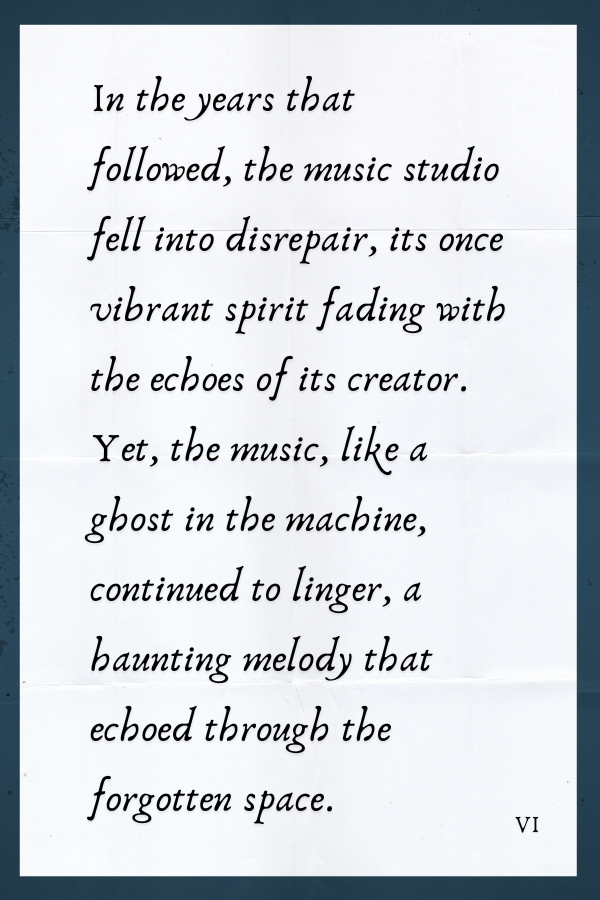 In the years that
followed, the music studio
fell into disrepair, its once
vibrant spirit fading with
the echoes of its creator.
Yet, the music, like a
ghost in the machine,
continued to linger, a
haunting melody that
echoed through the
forgotten space.
VI